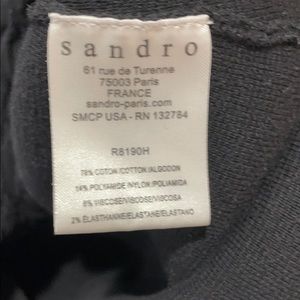 sandro
61 rue de Turenne
75003 Paris
FRANCE
sandro-paris.com
SMCP USA - RN 132784
R8190H
78% COTON/COTTON/ALGODON
14% POLYAMIDE/NYLON/POLIAMIDA
6% VISCOSE/VISCOSE/VISCOSA
2% ELASTHANNE/ELASTANE/ELASTANO